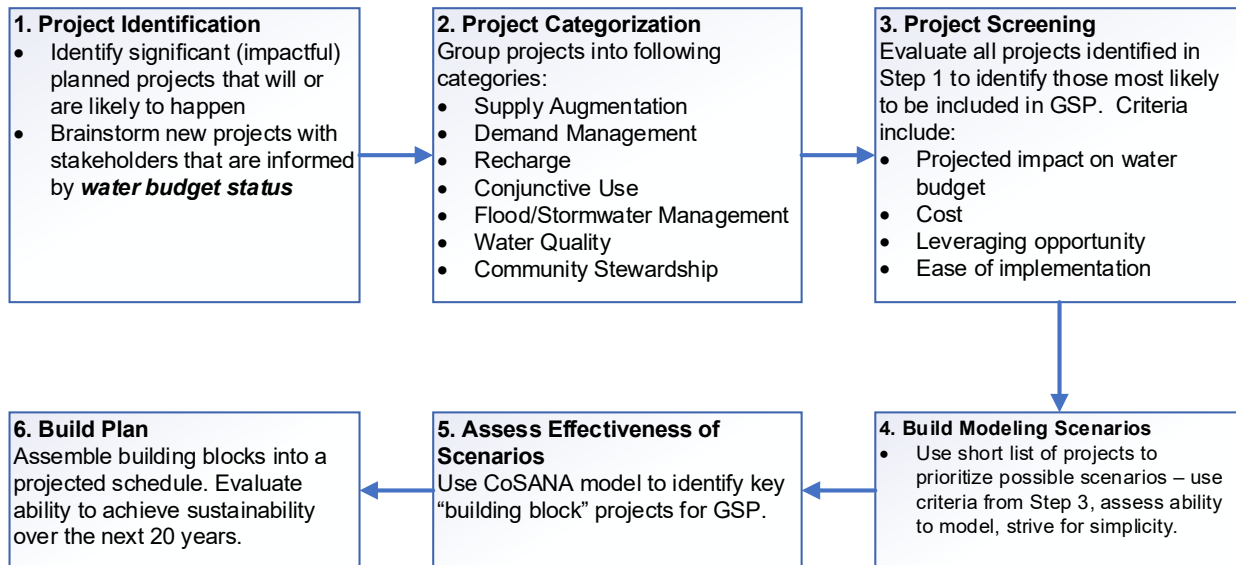 1. Project Identification
• Identify significant (impactful)
planned projects that will or
are likely to happen
• Brainstorm new projects with
stakeholders that are informed
by water budget status
2. Project Categorization
Group projects into following
categories:
• Supply Augmentation
• Demand Management
• Recharge
• Conjunctive Use
• Flood/Stormwater Management
• Water Quality
• Community Stewardship
3. Project Screening
Evaluate all projects identified in
Step 1 to identify those most likely
to be included in GSP.  Criteria
include:
• Projected impact on water
budget
• Cost
• Leveraging opportunity
• Ease of implementation
4. Build Modeling Scenarios
• Use short list of projects to
prioritize possible scenarios – use
criteria from Step 3, assess ability
to model, strive for simplicity.
5. Assess Effectiveness of
Scenarios
Use CoSANA model to identify key
“building block” projects for GSP.
6. Build Plan
Assemble building blocks into a
projected schedule. Evaluate
ability to achieve sustainability
over the next 20 years.